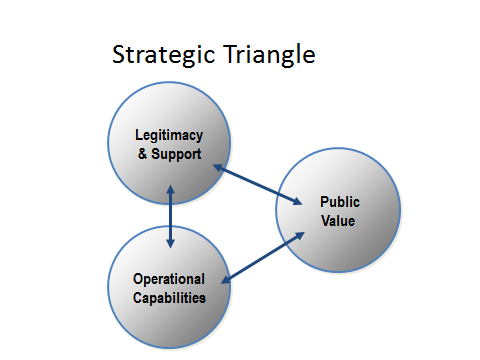 Strategic Triangle
Legitimacy
& Support
Public
Value
Operational
Capabilities